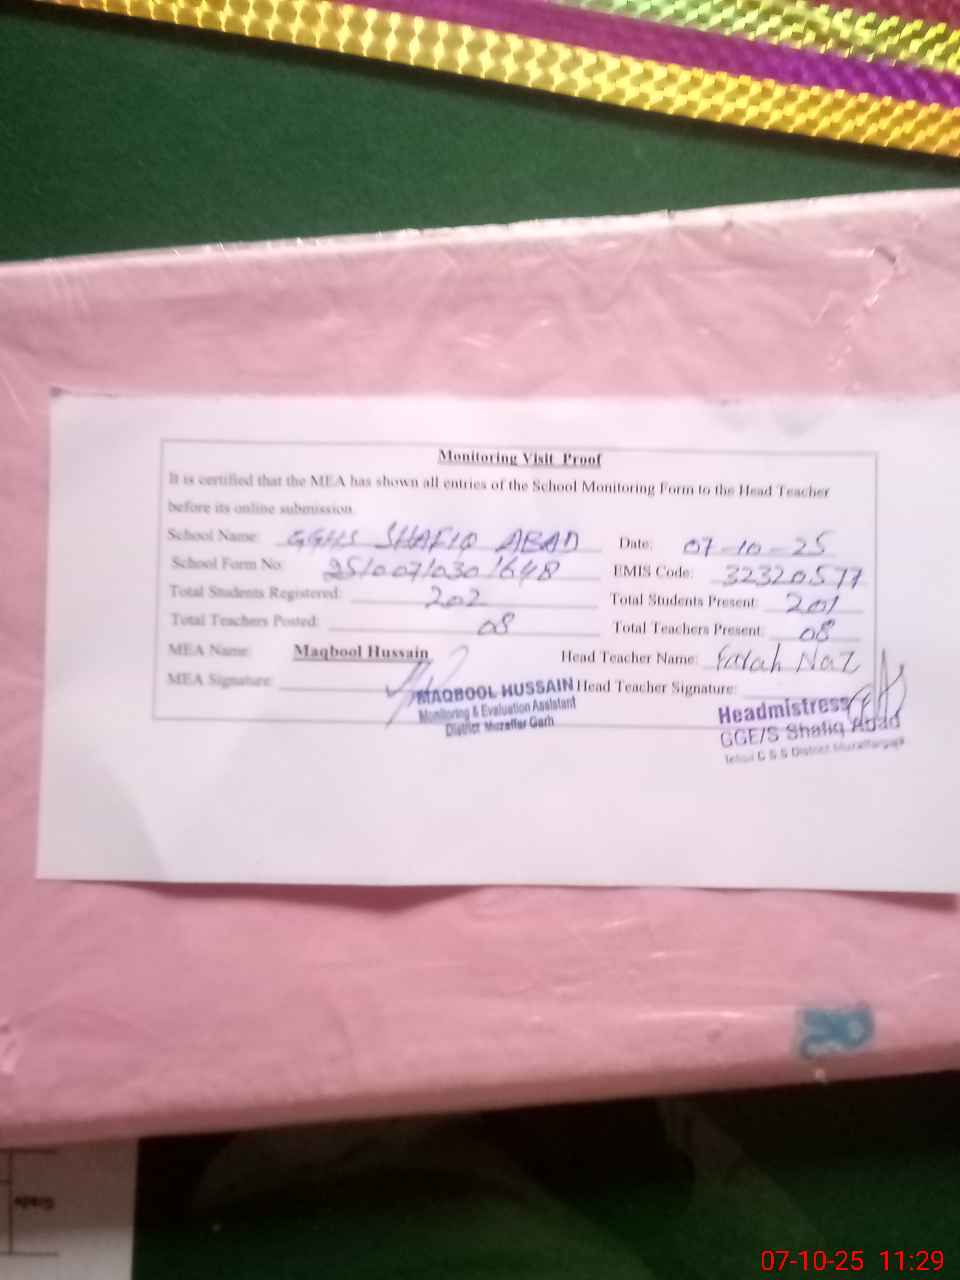 Monitoring Visit Proof
It is certified that the MEA has shown all entries of the School Monitoring Form to the Head Teacher
before its online submission.
School Name: GGHS SHAFIQ ABAD Date: 07-10-25
School Form No: EMIS Code: 32320577
Total Students Registered: 202 Total Students Present: 201
Total Teachers Posted: 08 Total Teachers Present: 08
MEA Name: Maqbool Hussain Head Teacher Name: Farah Naz
MEA Signature: Head Teacher Signature:
MAQBOOL HUSSAIN
Monitoring & Evaluation Assistant
District Muzaffar Garh
Headmistress
GGE/S Shafiq Abad
Grade
07-10-25 11:29